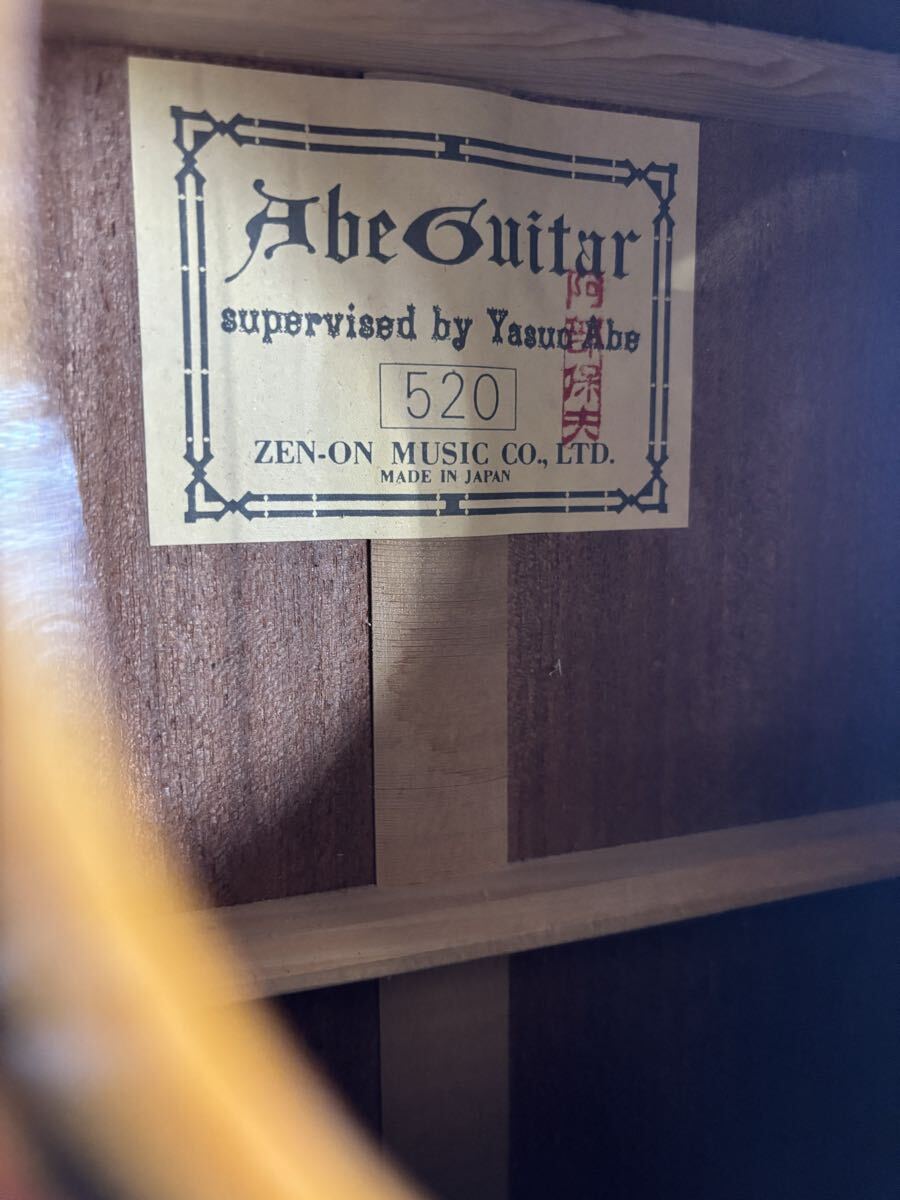 Abe Guitar
supervised by Yasuo Abe
520
ZEN-ON MUSIC CO., LTD.
MADE IN JAPAN
阿部保夫